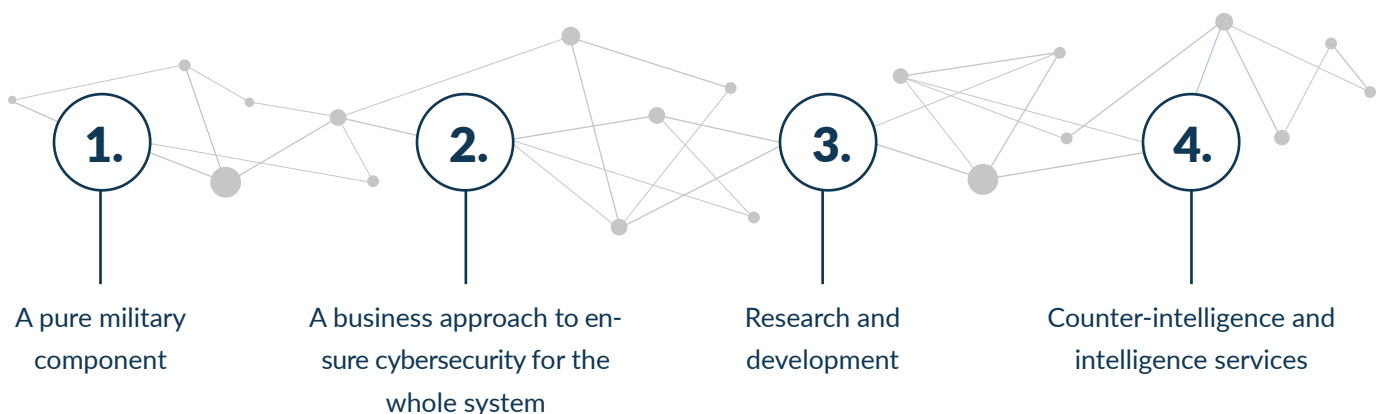 1.
A pure military
component
2.
A business approach to en-
sure cybersecurity for the
whole system
3.
Research and
development
4.
Counter-intelligence and
intelligence services